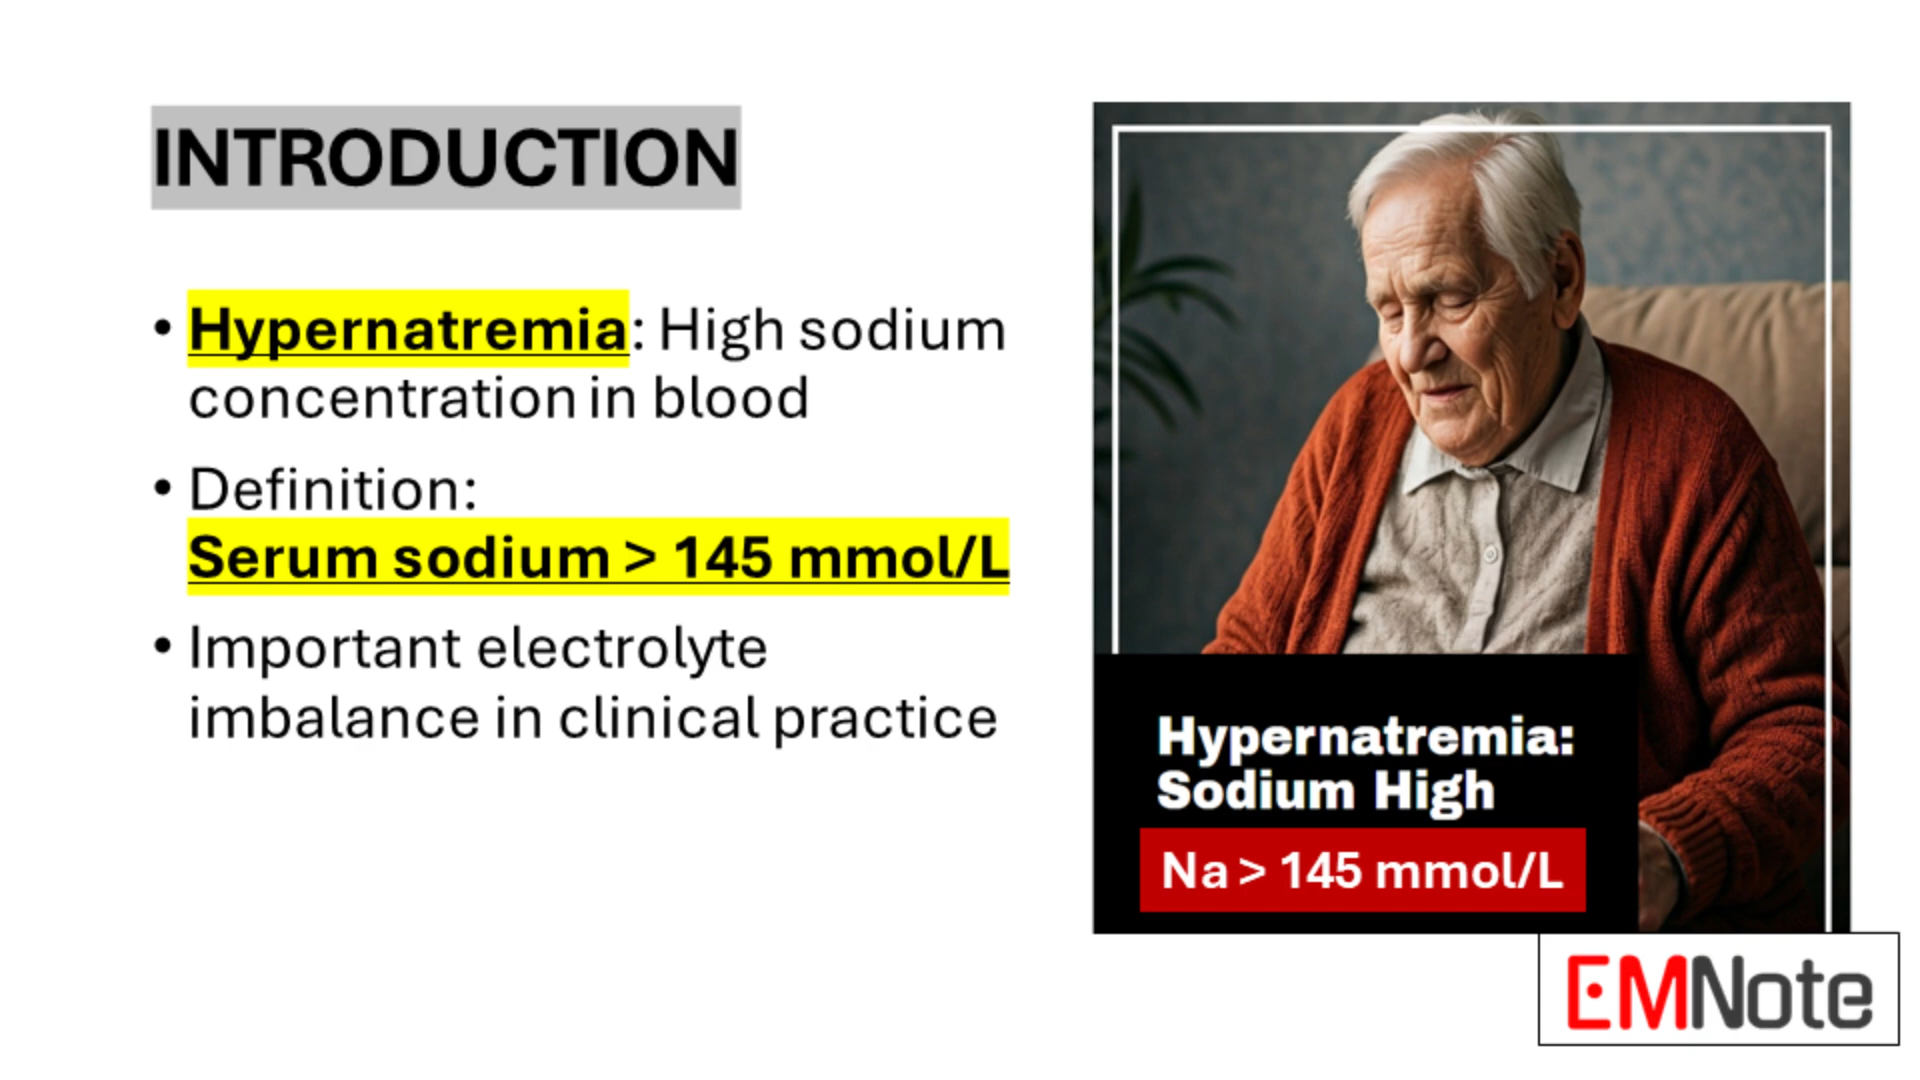 INTRODUCTION
• Hypernatremia: High sodium
concentration in blood
• Definition:
Serum sodium > 145 mmol/L
• Important electrolyte
imbalance in clinical practice
Hypernatremia:
Sodium High
Na > 145 mmol/L
EMNote